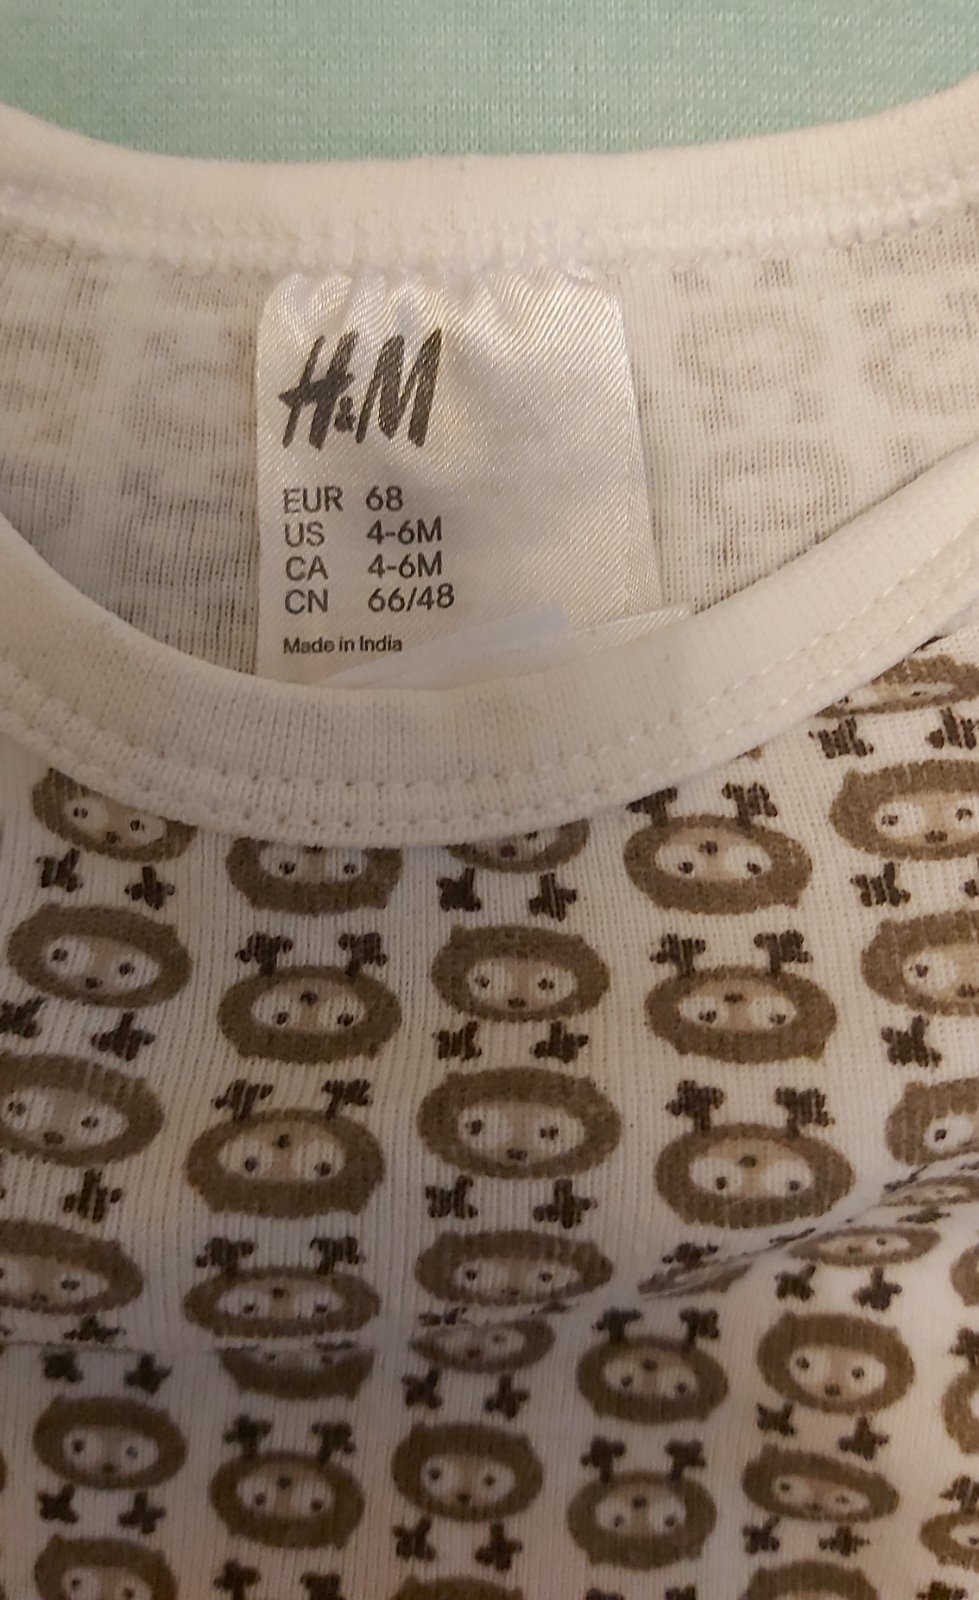 H&M
EUR 68
US 4-6M
CA 4-6M
CN 66/48
Made in India